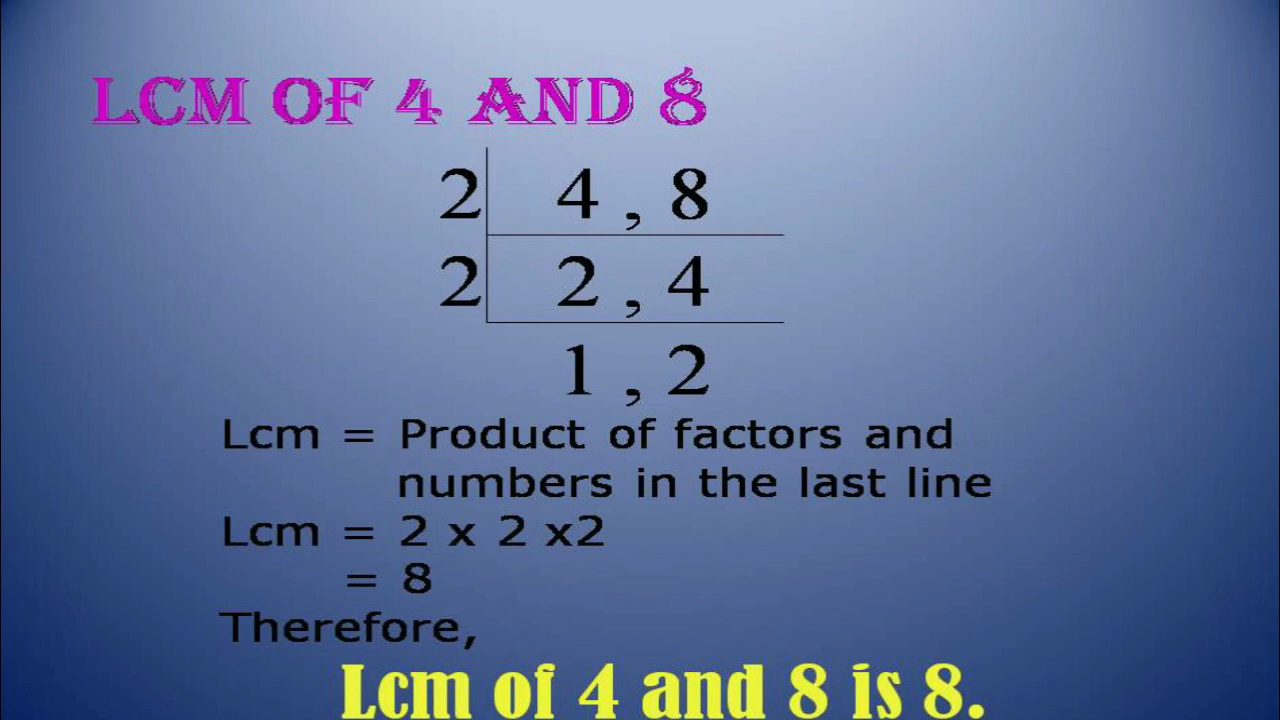 LCM OF 4 AND 8
2 4 , 8
2 2 , 4
1 , 2
Lcm = Product of factors and
numbers in the last line
Lcm = 2 x 2 x2
= 8
Therefore,
Lcm of 4 and 8 is 8.